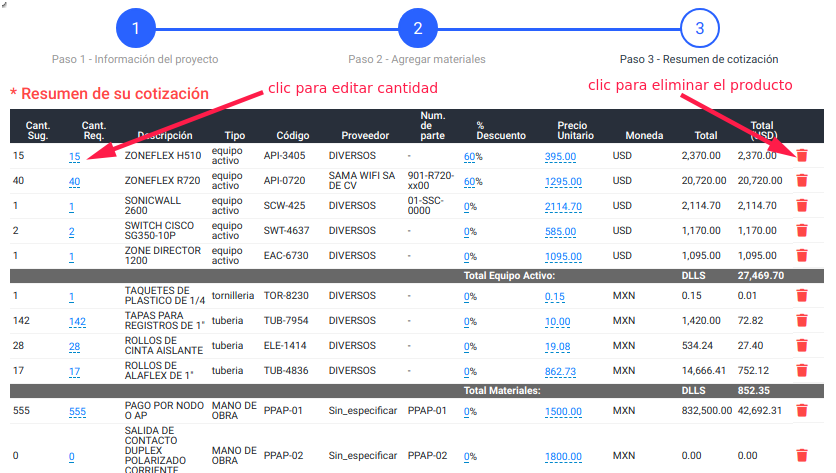 1 2 3
Paso 1 - Información del proyecto Paso 2 - Agregar materiales Paso 3 - Resumen de cotización
clic para editar cantidad clic para eliminar el producto
* Resumen de su cotización
Cant. Sug. Cant. Req. Descripción Tipo Código Proveedor Num. de parte % Descuento Precio Unitario Moneda Total Total (USD)
15 15 ZONEFLEX H510 equipo activo API-3405 DIVERSOS - 60% 395.00 USD 2,370.00 2,370.00
40 40 ZONEFLEX R720 equipo activo API-0720 SAMA WIFI SA DE CV 901-R720-xx00 60% 1295.00 USD 20,720.00 20,720.00
1 1 SONICWALL 2600 equipo activo SCW-425 DIVERSOS 01-SSC-0000 0% 2114.70 USD 2,114.70 2,114.70
2 2 SWITCH CISCO SG350-10P equipo activo SWT-4637 DIVERSOS - 0% 585.00 USD 1,170.00 1,170.00
1 1 ZONE DIRECTOR 1200 equipo activo EAC-6730 DIVERSOS - 0% 1095.00 USD 1,095.00 1,095.00
Total Equipo Activo: DLLS 27,469.70
1 1 TAQUETES DE PLASTICO DE 1/4 tornilleria TOR-8230 DIVERSOS - 0% 0.15 MXN 0.15 0.01
142 142 TAPAS PARA REGISTROS DE 1" tuberia TUB-7954 DIVERSOS - 0% 10.00 MXN 1,420.00 72.82
28 28 ROLLOS DE CINTA AISLANTE tuberia ELE-1414 DIVERSOS - 0% 19.08 MXN 534.24 27.40
17 17 ROLLOS DE ALAFLEX DE 1" tuberia TUB-4836 DIVERSOS - 0% 862.73 MXN 14,666.41 752.12
Total Materiales: DLLS 852.35
555 555 PAGO POR NODO O AP MANO DE OBRA PPAP-01 Sin_especificar PPAP-01 0% 1500.00 MXN 832,500.00 42,692.31
0 0 SALIDA DE CONTACTO DUPLEX POLARIZADO CORRIENTE MANO DE OBRA PPAP-02 Sin_especificar PPAP-02 0% 1800.00 MXN 0.00 0.00